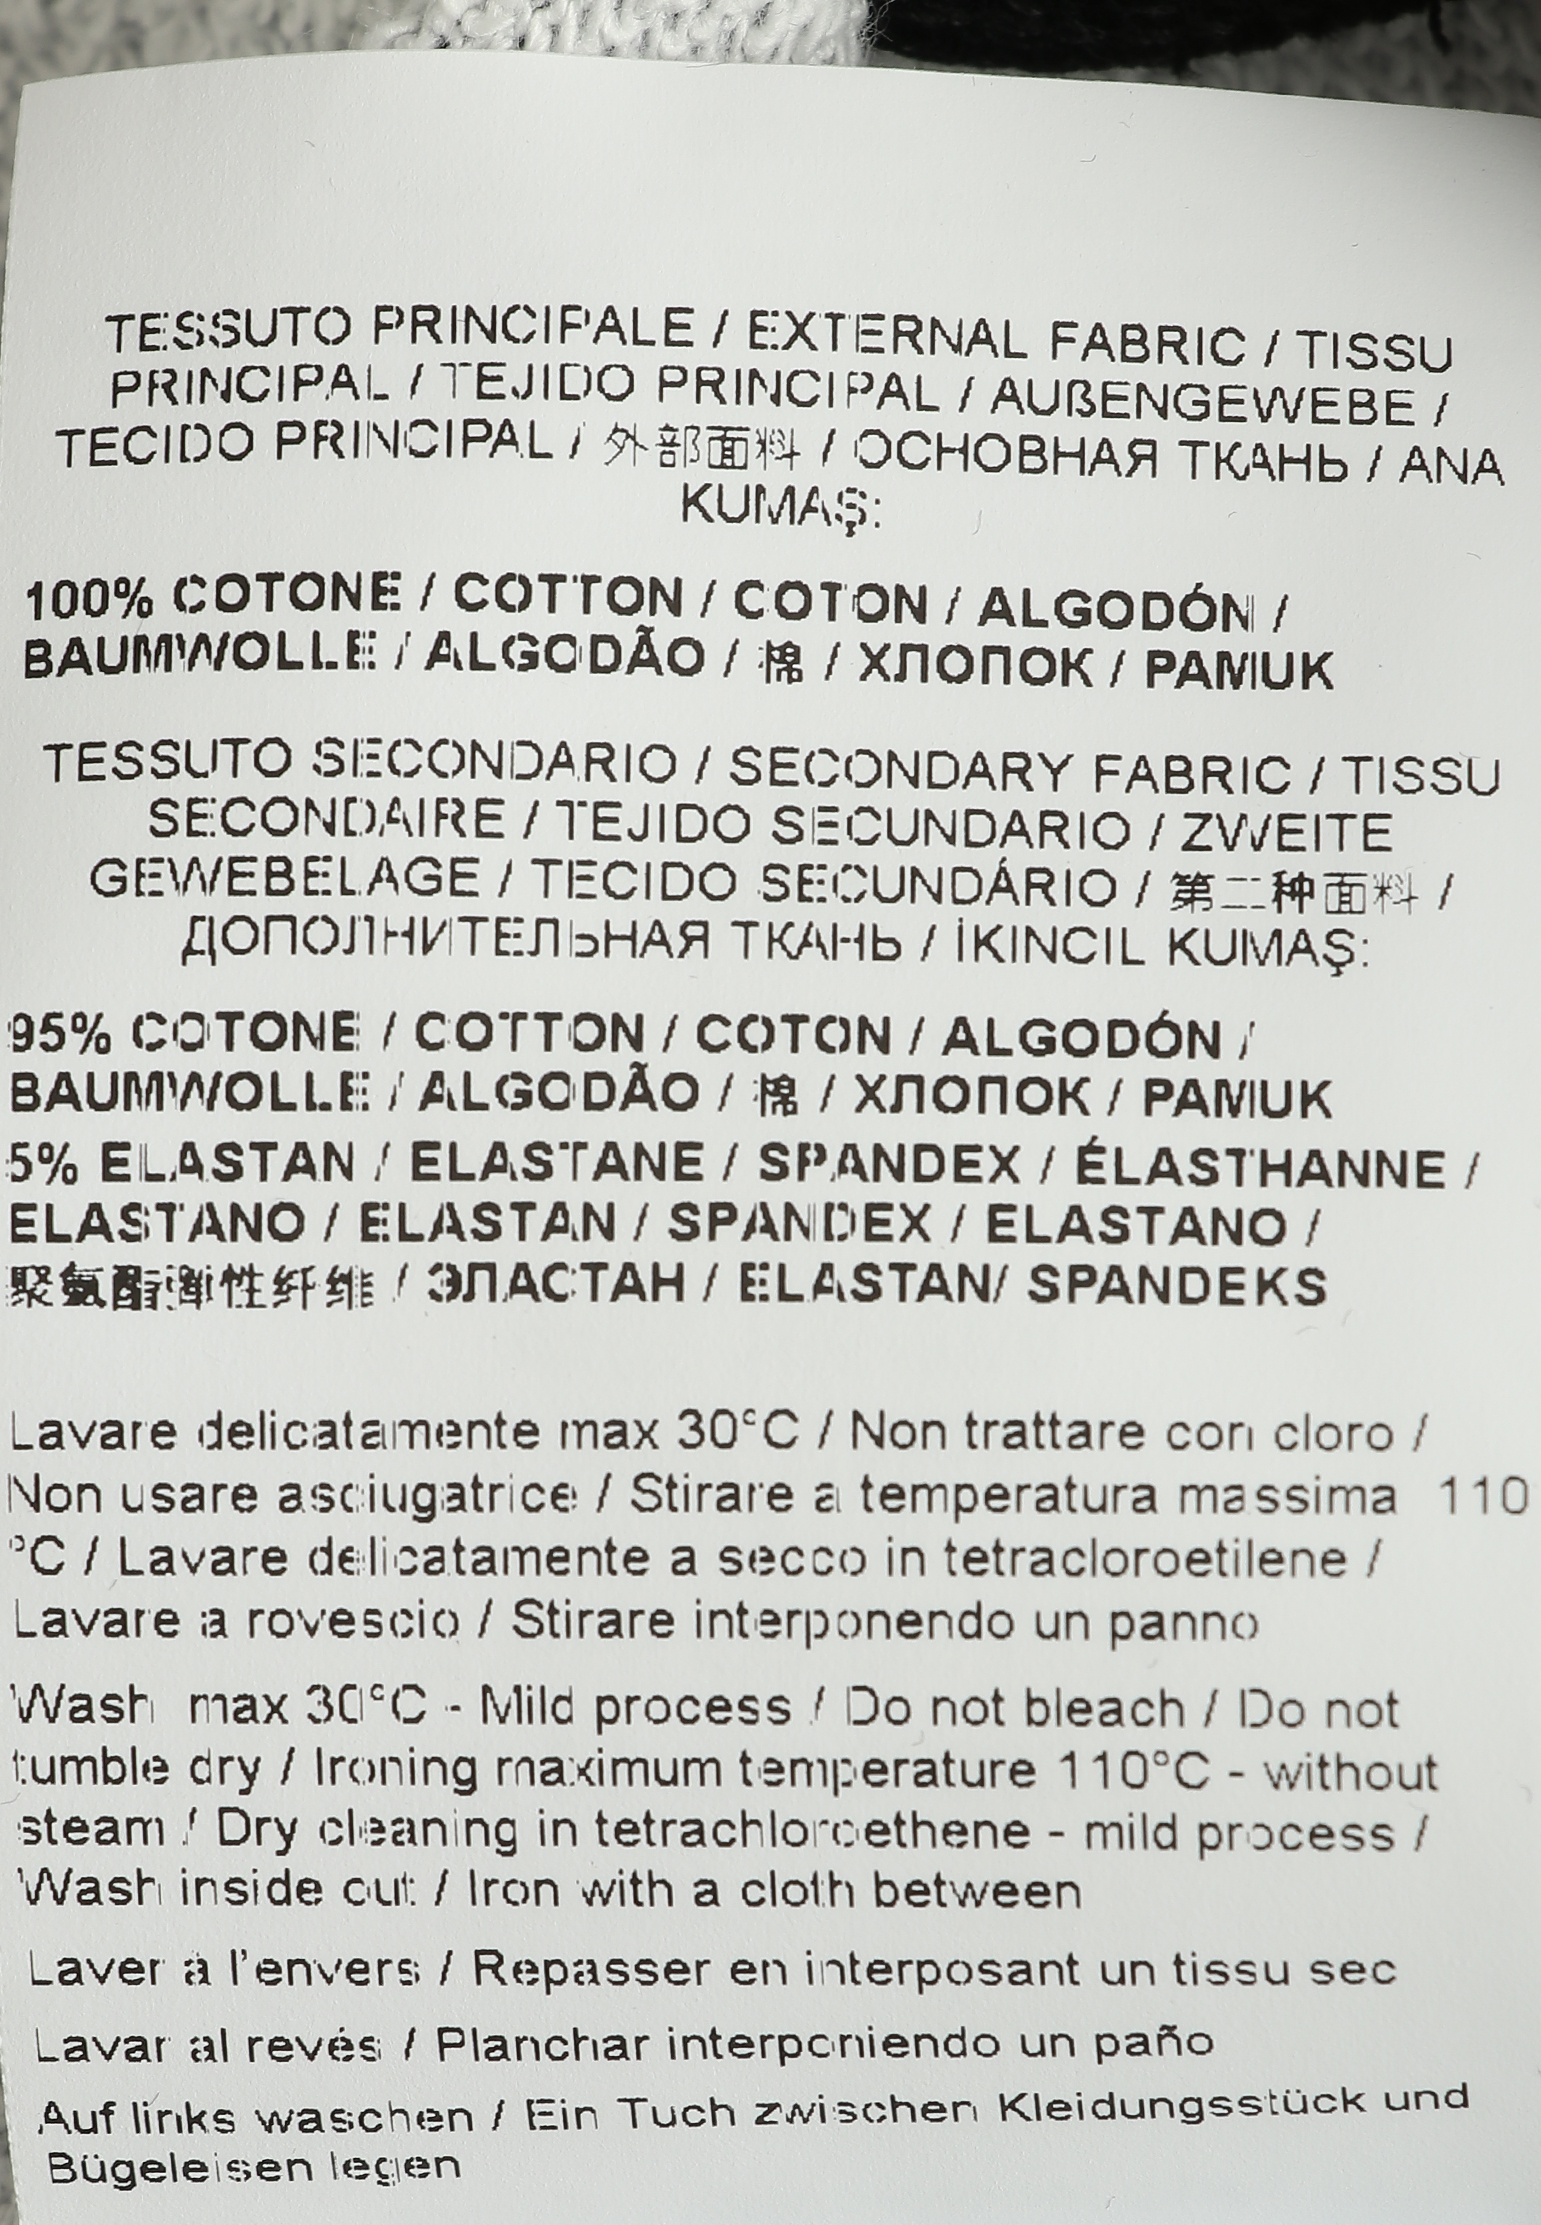 TESSUTO PRINCIPALE / EXTERNAL FABRIC / TISSU
PRINCIPAL / TEJIDO PRINCIPAL / AUßENGEWEBE /
TECIDO PRINCIPAL / 外部面料 / ОСНОВНАЯ ТКАНЬ / ANA
KUMAŞ:
100% COTONE / COTTON / COTON / ALGODÓN /
BAUMWOLLE / ALGODÃO / 棉 / ХЛОПОК / PAMUK
TESSUTO SECONDARIO / SECONDARY FABRIC / TISSU
SECONDAIRE / TEJIDO SECUNDARIO / ZWEITE
GEWEBELAGE / TECIDO SECUNDÁRIO / 第二种面料 /
ДОПОЛНИТЕЛЬНАЯ ТКАНЬ / İKINCIL KUMAŞ:
95% COTONE / COTTON / COTON / ALGODÓN /
BAUMWOLLE / ALGODÃO / 棉 / ХЛОПОК / PAMUK
5% ELASTAN / ELASTANE / SPANDEX / ÉLASTHANNE /
ELASTANO / ELASTAN / SPANDEX / ELASTANO /
聚氨酯弹性纤维 / ЭЛАСТАН / ELASTAN/ SPANDEKS
Lavare delicatamente max 30°C / Non trattare con cloro /
Non usare asciugatrice / Stirare a temperatura massima 110
°C / Lavare delicatamente a secco in tetracloroetilene /
Lavare a rovescio / Stirare interponendo un panno
Wash max 30°C - Mild process / Do not bleach / Do not
tumble dry / Ironing maximum temperature 110°C - without
steam / Dry cleaning in tetrachloroethene - mild process /
Wash inside out / Iron with a cloth between
Laver à l'envers / Repasser en interposant un tissu sec
Lavar al revés / Planchar interponiendo un paño
Auf links waschen / Ein Tuch zwischen Kleidungsstück und
Bügeleisen legen